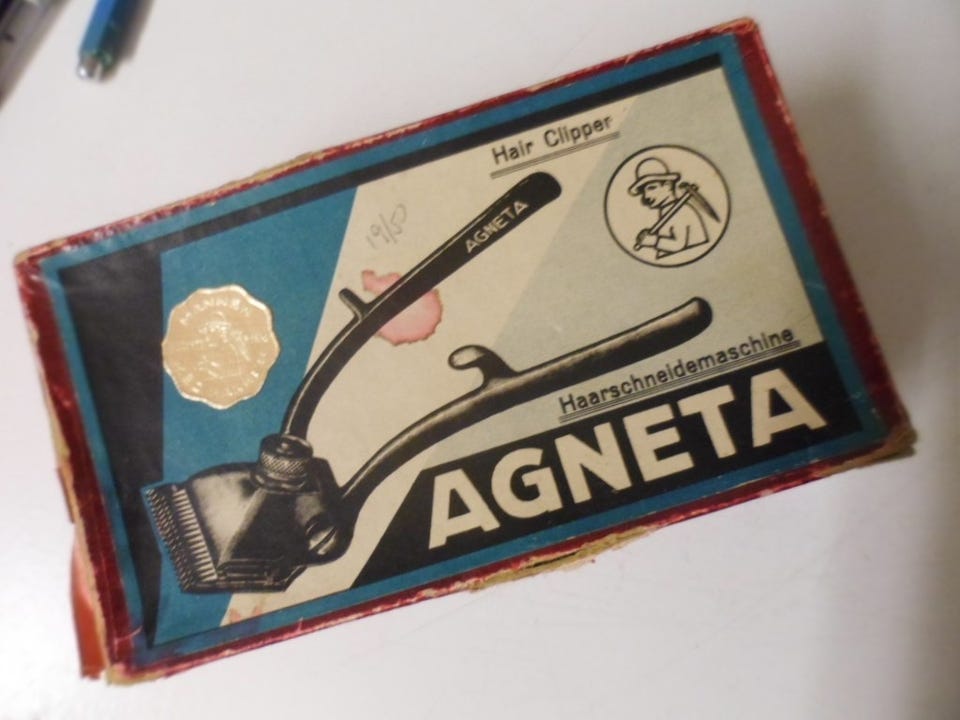 Hair Clipper
19/50
AGNETA
Haarschneidemaschine
AGNETA